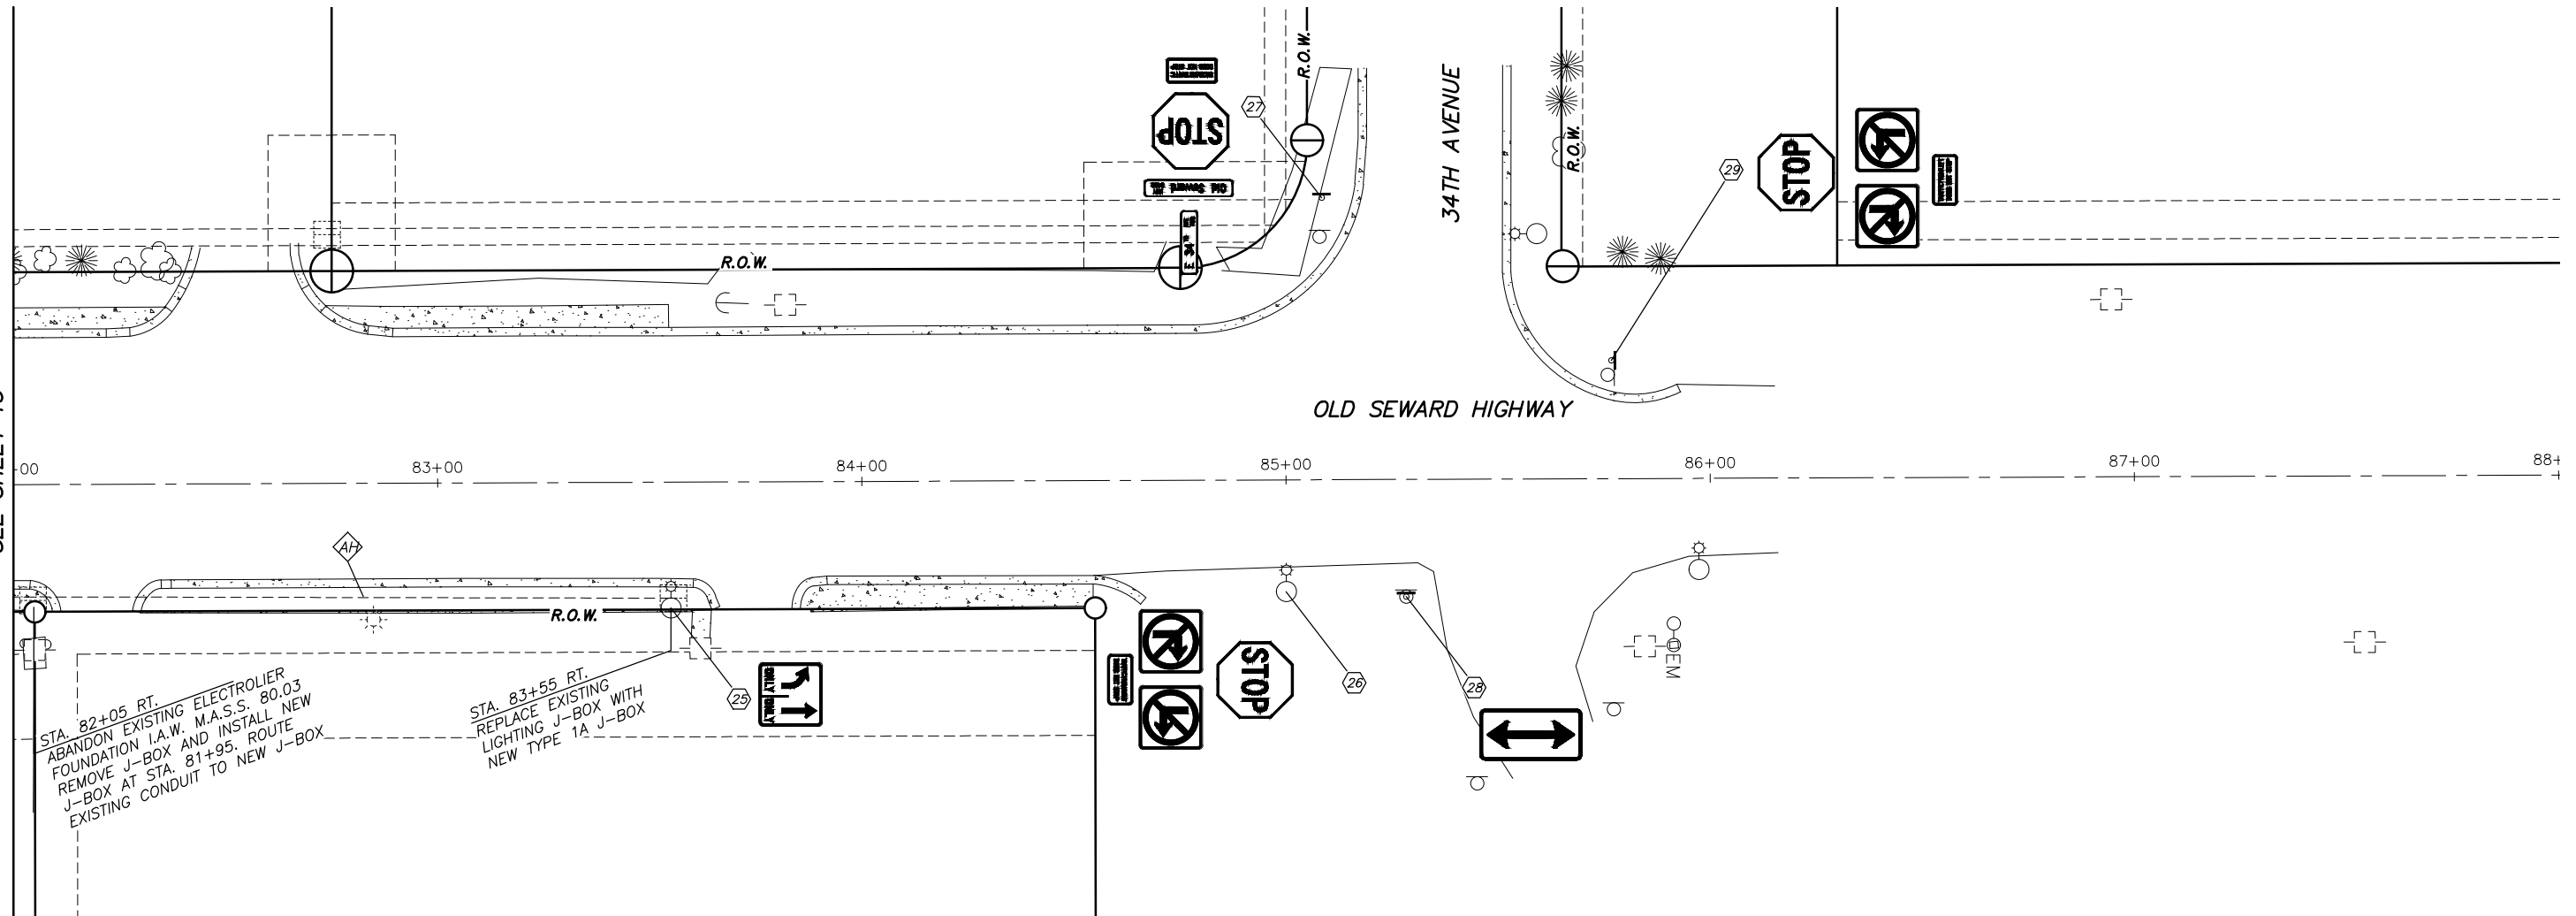 R.O.W.
34TH AVENUE
R.O.W.
27
STOP
Old Seward
R.O.W.
29
STOP
OLD SEWARD HIGHWAY
83+00
84+00
85+00
86+00
87+00
AH
R.O.W.
STA. 82+05 RT.
ABANDON EXISTING ELECTROLIER
FOUNDATION I.A.W. M.A.S.S. 80.03
REMOVE J-BOX AND INSTALL NEW
J-BOX AT STA. 81+95. ROUTE
EXISTING CONDUIT TO NEW J-BOX
STA. 83+55 RT.
REPLACE EXISTING
LIGHTING J-BOX WITH
NEW TYPE 1A J-BOX
25
ONLY
ONLY
STOP
26
28
EM